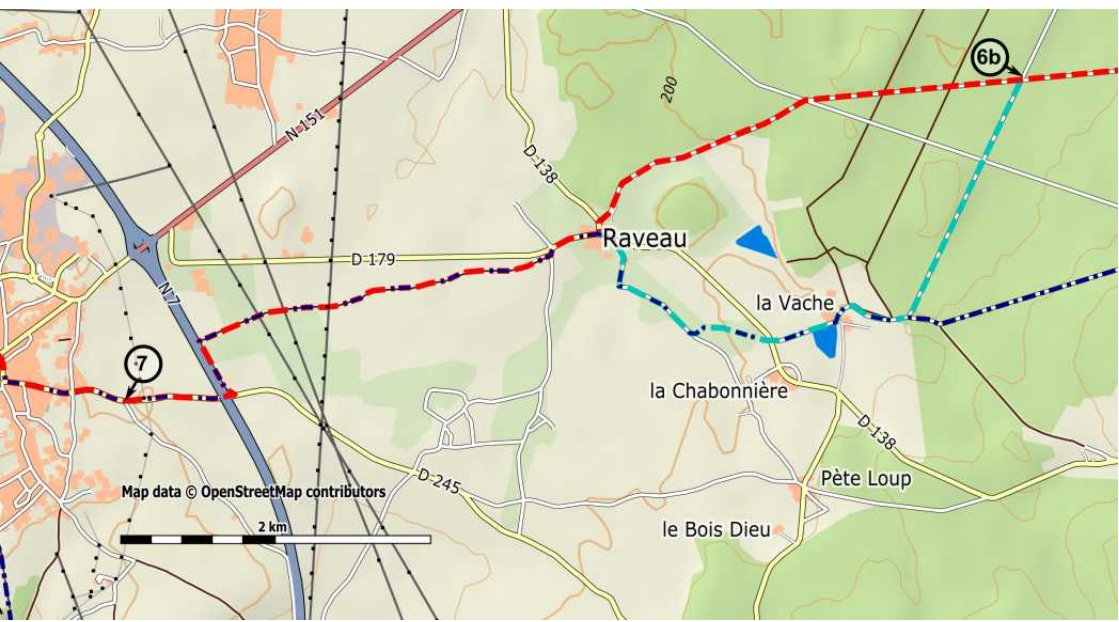 6b
200
N 151
D 138
Raveau
D 179
la Vache
N 7
7
la Chabonnière
D 138
D 245
Pète Loup
Map data © OpenStreetMap contributors
2 km
le Bois Dieu